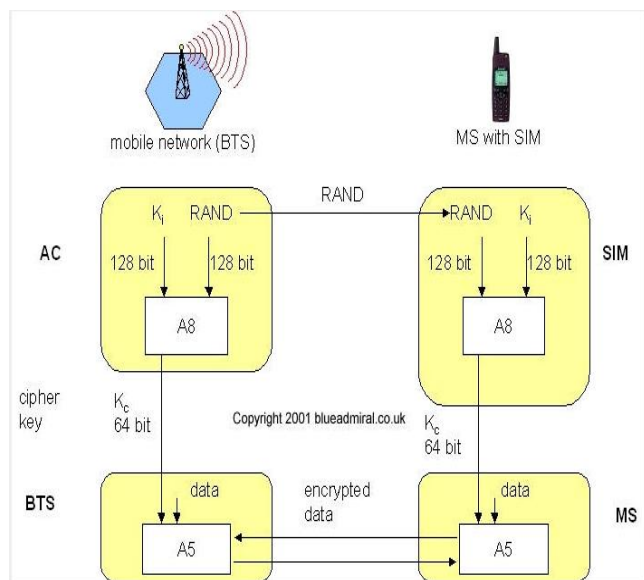 mobile network (BTS)
MS with SIM
RAND
AC
Ki RAND
RAND Ki
SIM
128 bit 128 bit
128 bit 128 bit
A8
A8
cipher
key
Kc
64 bit
Copyright 2001 blueadmiral.co.uk
Kc
64 bit
BTS
data
encrypted
data
data
MS
A5
A5